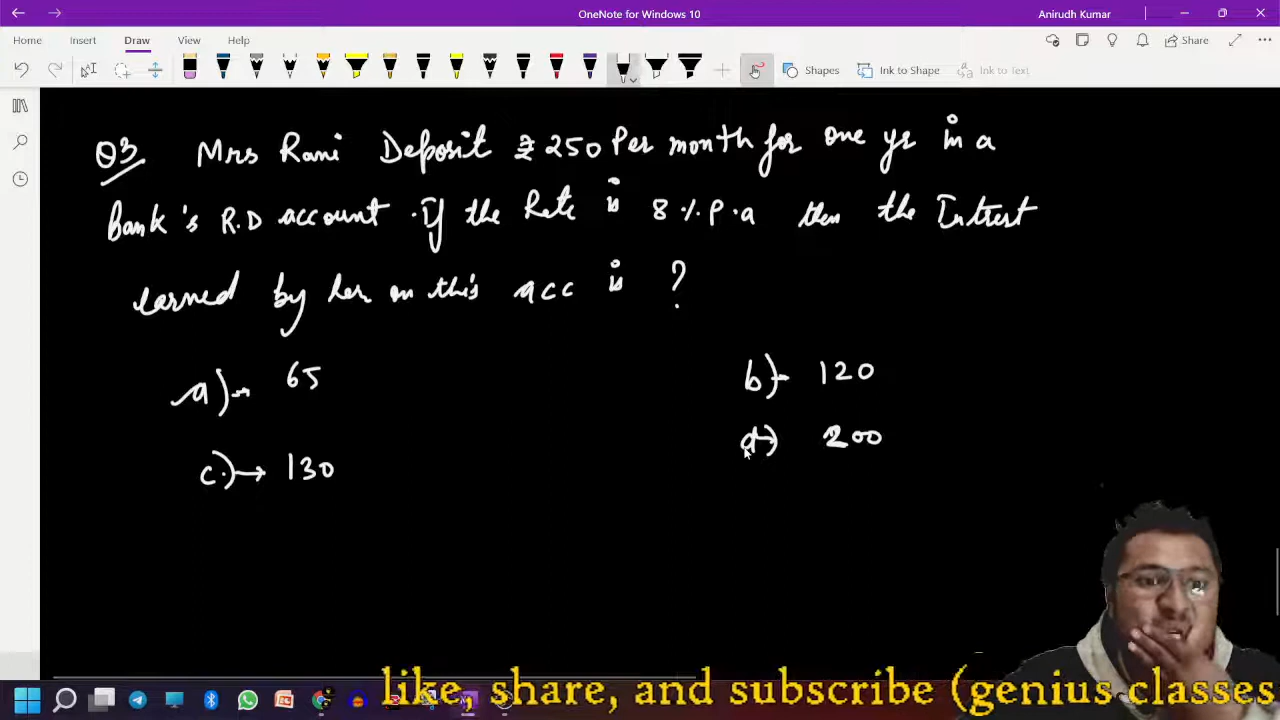 OneNote for Windows 10
Anirudh Kumar
Home Insert Draw View Help
Share
Shapes Ink to Shape Ink to Text
Q3 Mrs Rani Deposit ₹ 250 Per month for one yr in a
Bank's R.D account . If the Rate is 8 % P.a then the Intrest
earned by her on this acc is ?
a)→ 65
b)→ 120
c)→ 130
d)→ 200
like, share, and subscribe (genius classes